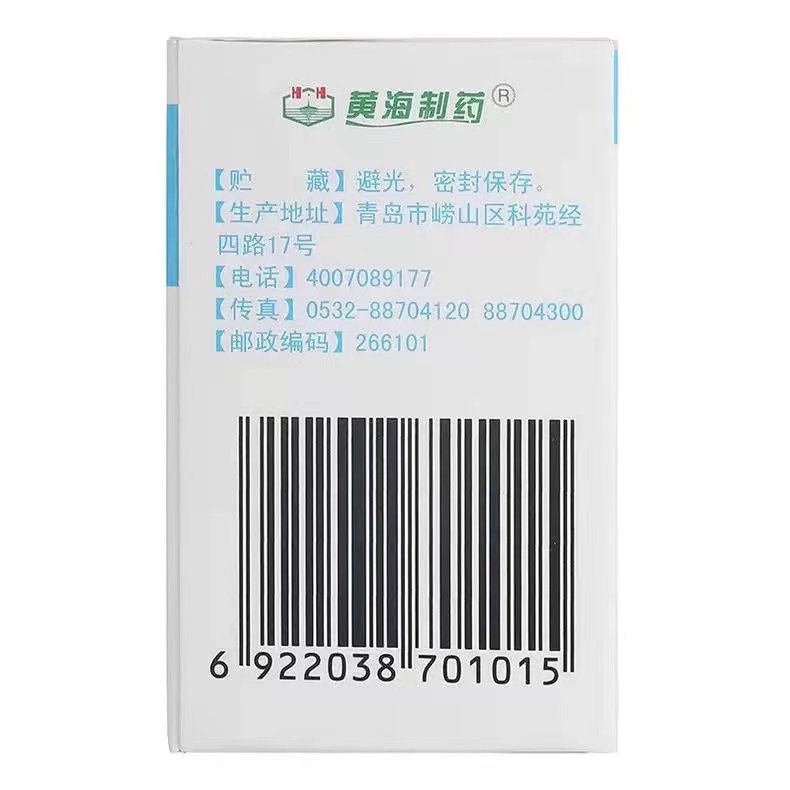 H H 黄海制药®
【贮　　藏】避光，密封保存。
【生产地址】青岛市崂山区科苑经
四路17号
【电话】4007089177
【传真】0532-88704120 88704300
【邮政编码】266101
6 922038 701015